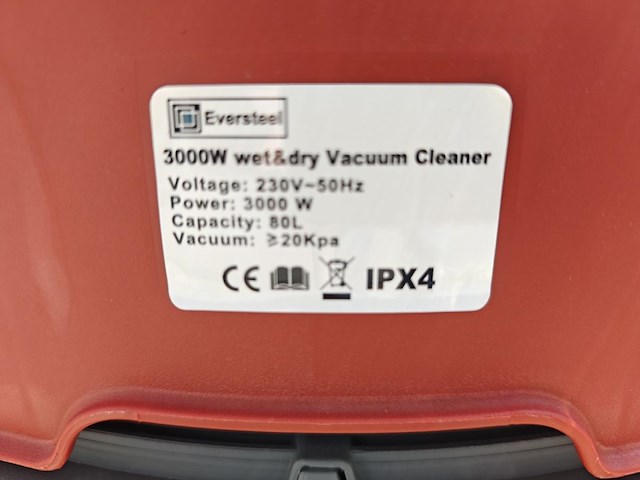 Eversteel
3000W wet&dry Vacuum Cleaner
Voltage: 230V~50Hz
Power: 3000 W
Capacity: 80L
Vacuum: ≥20Kpa
CE IPX4